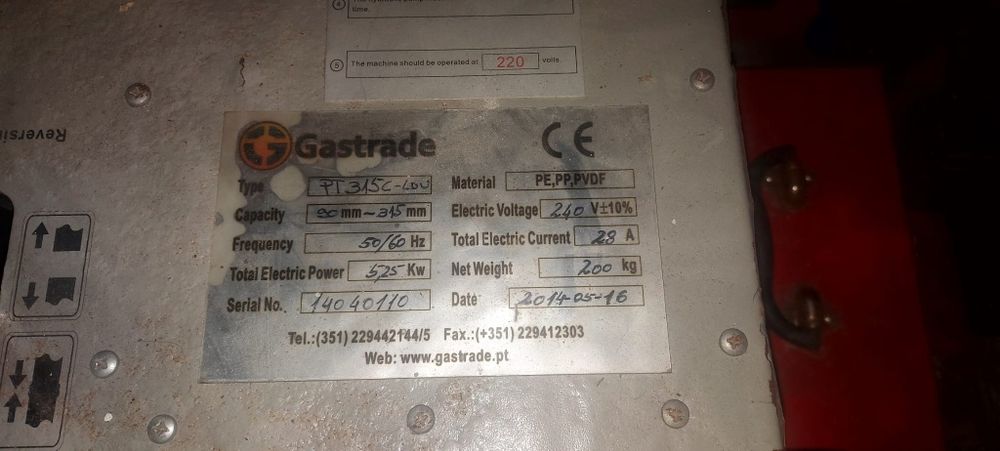 ④
time.
⑤ The machine should be operated at 220 volts.
Reversi
Gastrade CE
Type PT315C-LDU Material PE,PP,PVDF
Capacity 90 mm~315 mm Electric Voltage 240 V±10%
Frequency 50/60 Hz Total Electric Current 28 A
Total Electric Power 5,25 Kw Net Weight 200 kg
Serial No. 14040110 Date 2014-05-16
Tel.:(351) 229442144/5 Fax.:(+351) 229412303
Web: www.gastrade.pt